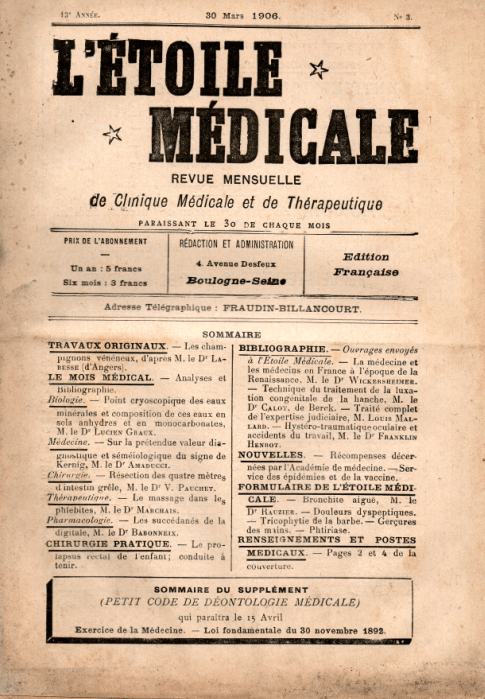 13e ANNÉE. 30 MARS 1906. No 3.
L'ÉTOILE
MÉDICALE
REVUE MENSUELLE
de Clinique Médicale et de Thérapeutique
PARAISSANT LE 30 DE CHAQUE MOIS
PRIX DE L'ABONNEMENT
Un an : 5 francs
Six mois : 3 francs
RÉDACTION ET ADMINISTRATION
4. Avenue Desfeux
Boulogne-Seine
Edition
Française
Adresse Télégraphique : FRAUDIN-BILLANCOURT.
SOMMAIRE
TRAVAUX ORIGINAUX. — Les cham-
pignons vénéneux, d'après M. le Dr LA-
BESSE (d'Angers).
LE MOIS MÉDICAL. — Analyses et
Bibliographie.
Biologie. — Point cryoscopique des eaux
minérales et composition de ces eaux en
sols anhydres et en monocarbonates,
M. le Dr LUCIEN GRAUX.
Médecine. — Sur la prétendue valeur dia-
gnostique et séméiologique du signe de
Kernig, M. le Dr AMADUCCI.
Chirurgie. — Résection des quatre mètres
d'intestin grêle, M. le Dr V. PAUCHET.
Thérapeutique. — Le massage dans les
phlébites, M. le Dr MARCHAIS.
Pharmacologie. — Les succédanés de la
digitale, M. le Dr BABONNEIX.
CHIRURGIE PRATIQUE. — Le pro-
lapsus rectal de l'enfant; conduite à
tenir.
BIBLIOGRAPHIE. — Ouvrages envoyés
à l'Etoile Médicale. — La médecine et
les médecins en France à l'époque de la
Renaissance, M. le Dr WICKERSHEIMER.
— Technique du traitement de la luxa-
tion congénitale de la hanche, M. le
Dr CALOT, de Berck. — Traité complet
de l'expertise judiciaire, M. LOUIS MAL-
LARD. — Hystéro-traumatique oculaire et
accidents du travail, M. le Dr FRANKLIN
HENROT.
NOUVELLES. — Récompenses décer-
nées par l'Académie de médecine. — Ser-
vice des épidémies et de la vaccine.
FORMULAIRE DE L'ÉTOILE MÉDI-
CALE. — Bronchite aiguë, M. le
Dr RAUZIER. — Douleurs dyspeptiques.
— Tricophytie de la barbe. — Gerçures
des mains. — Phtiriase.
RENSEIGNEMENTS ET POSTES
MEDICAUX. — Pages 2 et 4 de la
couverture.
SOMMAIRE DU SUPPLÉMENT
(PETIT CODE DE DÉONTOLOGIE MÉDICALE)
qui paraîtra le 15 Avril
Exercice de la Médecine. — Loi fondamentale du 30 novembre 1892.